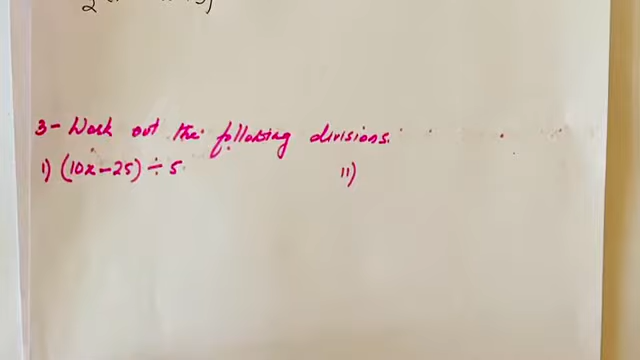 3- Work out the following divisions.
i) (10x-25) ÷ 5 ii)